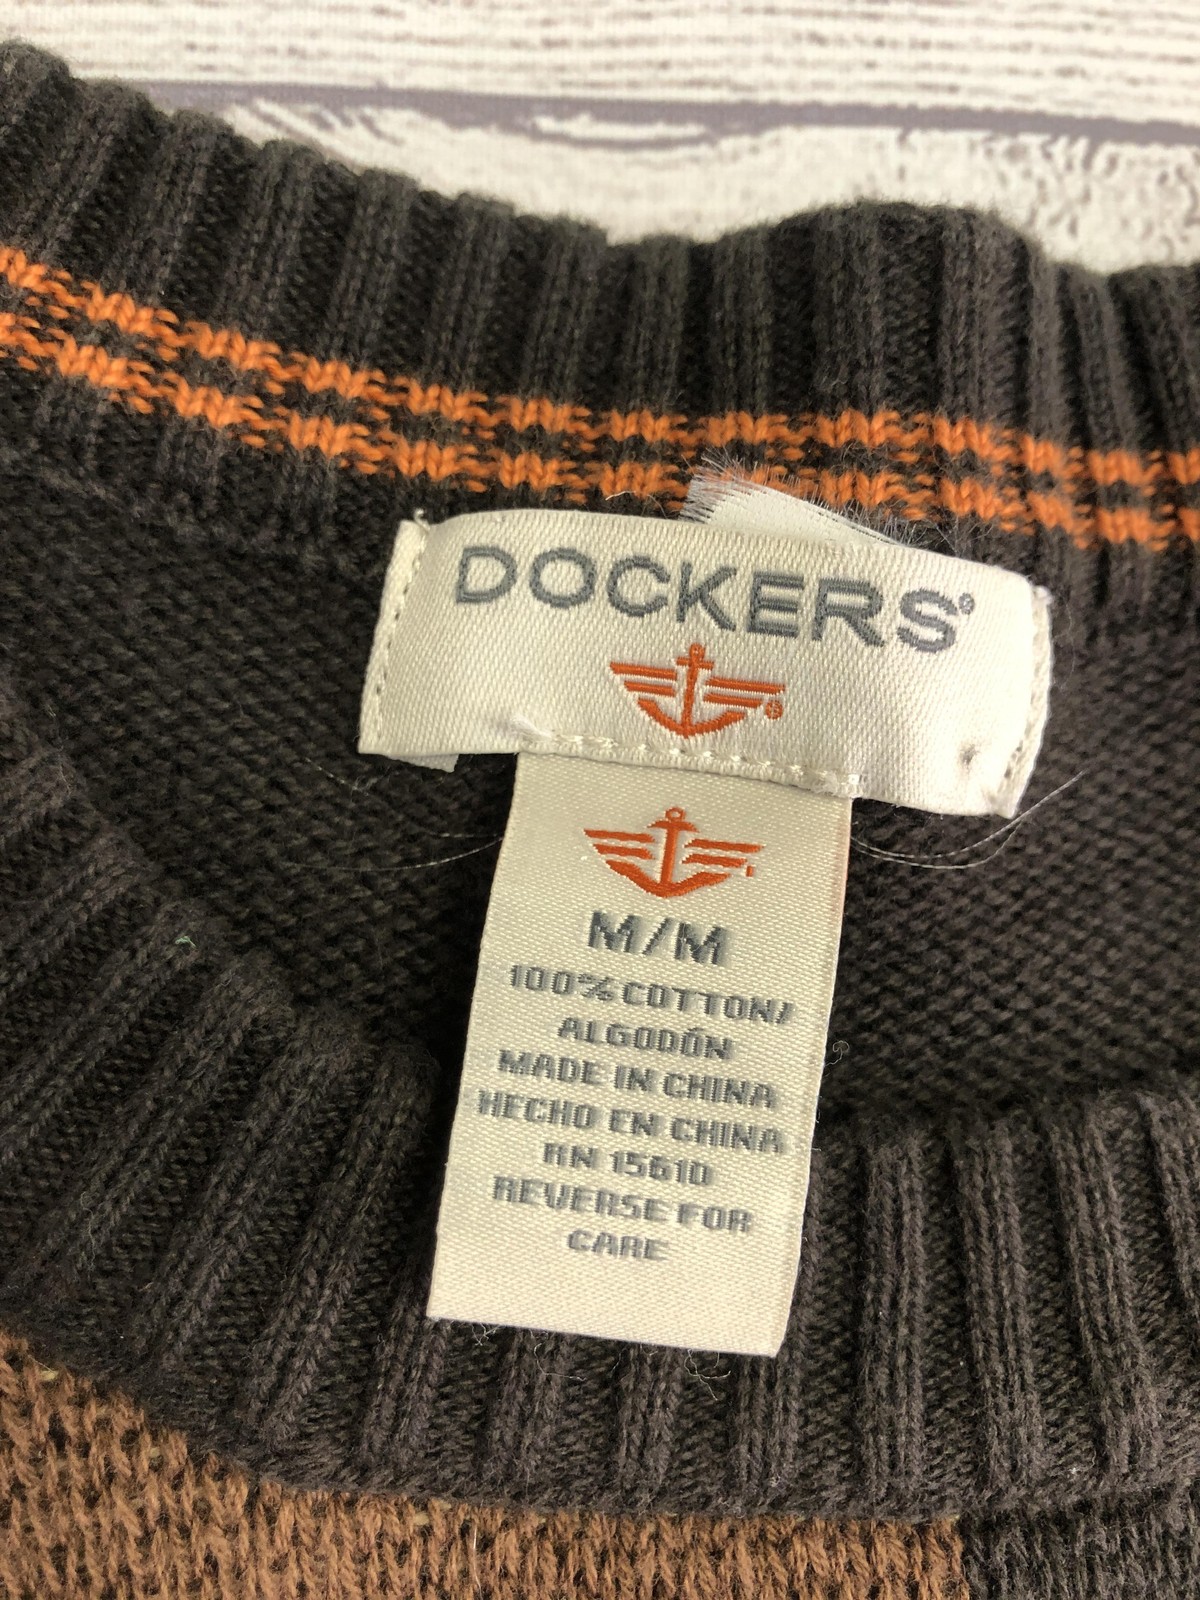 DOCKERS®
M/M
100% COTTON/
ALGODÓN
MADE IN CHINA
HECHO EN CHINA
RN 15610
REVERSE FOR
CARE